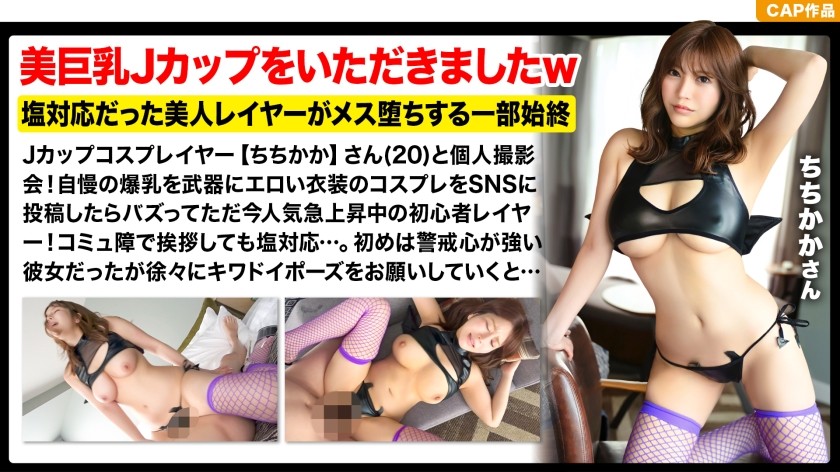 CAP作品
美巨乳Jカップをいただきましたw
塩対応だった美人レイヤーがメス堕ちする一部始終
Jカップコスプレイヤー【ちちかか】さん(20)と個人撮影
会!自慢の爆乳を武器にエロい衣装のコスプレをSNSに
投稿したらバズってただ今人気急上昇中の初心者レイヤ
ー!コミュ障で挨拶しても塩対応…。初めは警戒心が強い
彼女だったが徐々にキワドイポーズをお願いしていくと…
ちちかかさん